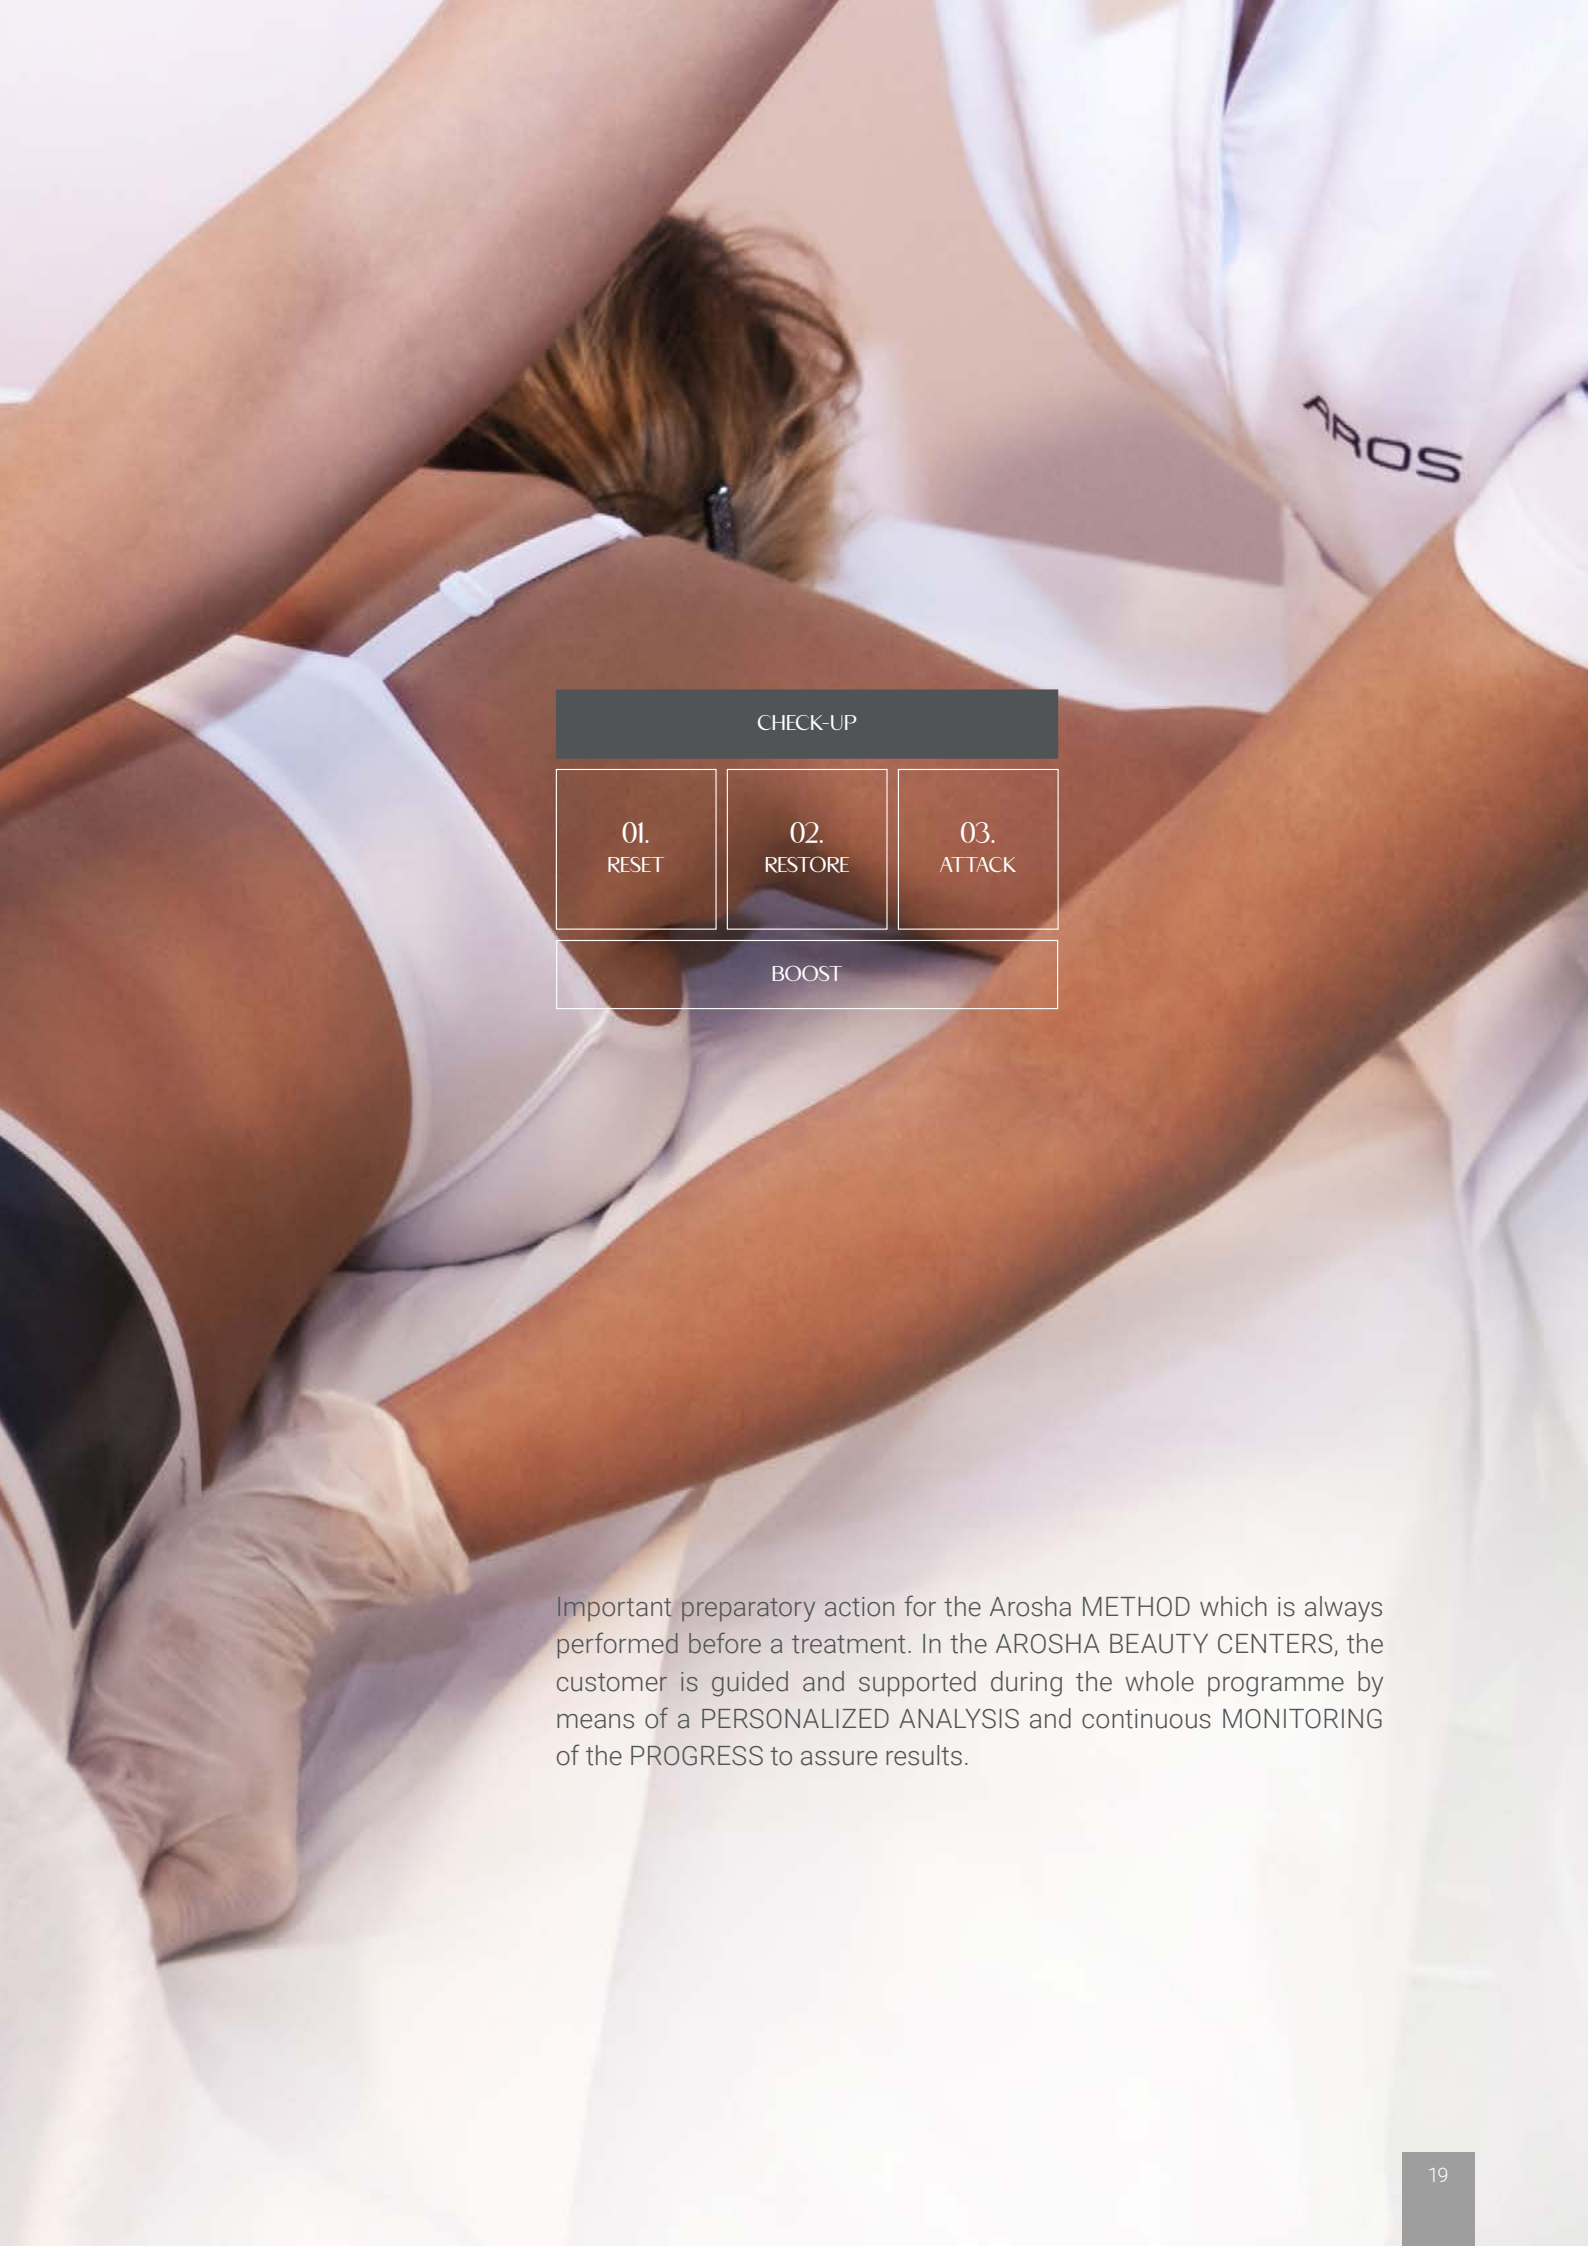 AROS
CHECK-UP
01.
RESET
02.
RESTORE
03.
ATTACK
BOOST
Important preparatory action for the Arosha METHOD which is always
performed before a treatment. In the AROSHA BEAUTY CENTERS, the
customer is guided and supported during the whole programme by
means of a PERSONALIZED ANALYSIS and continuous MONITORING
of the PROGRESS to assure results.
19